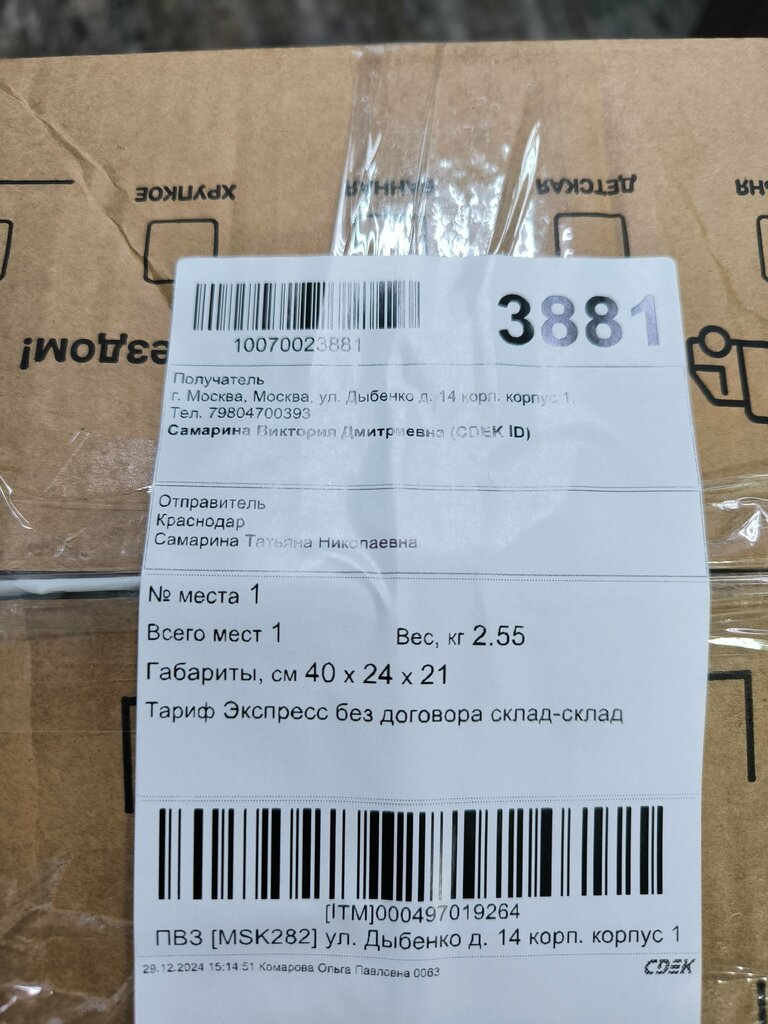 ХРУПКОЕ
ВАННАЯ
ДЕТСКАЯ
ездом!
10070023881
3881
Получатель
г. Москва, Москва, ул. Дыбенко д. 14 корп. корпус 1,
Тел. 79804700393
Самарина Виктория Дмитриевна (CDEK ID)
Отправитель
Краснодар
Самарина Татьяна Николаевна
№ места 1
Всего мест 1 Вес, кг 2.55
Габариты, см 40 x 24 x 21
Тариф Экспресс без договора склад-склад
[ITM]000497019264
ПВЗ [MSK282] ул. Дыбенко д. 14 корп. корпус 1
29.12.2024 15:14:51 Комарова Ольга Павловна 0063
CDEK